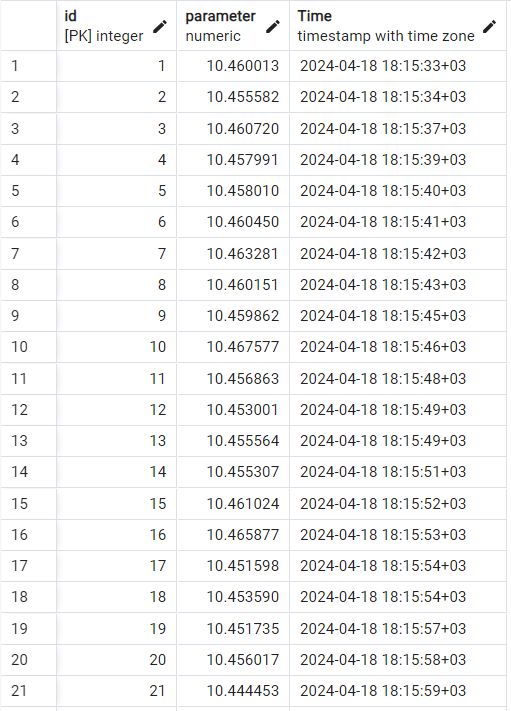 id parameter Time
[PK] integer numeric timestamp with time zone
1 1 10.460013 2024-04-18 18:15:33+03
2 2 10.455582 2024-04-18 18:15:34+03
3 3 10.460720 2024-04-18 18:15:37+03
4 4 10.457991 2024-04-18 18:15:39+03
5 5 10.458010 2024-04-18 18:15:40+03
6 6 10.460450 2024-04-18 18:15:41+03
7 7 10.463281 2024-04-18 18:15:42+03
8 8 10.460151 2024-04-18 18:15:43+03
9 9 10.459862 2024-04-18 18:15:45+03
10 10 10.467577 2024-04-18 18:15:46+03
11 11 10.456863 2024-04-18 18:15:48+03
12 12 10.453001 2024-04-18 18:15:49+03
13 13 10.455564 2024-04-18 18:15:49+03
14 14 10.455307 2024-04-18 18:15:51+03
15 15 10.461024 2024-04-18 18:15:52+03
16 16 10.465877 2024-04-18 18:15:53+03
17 17 10.451598 2024-04-18 18:15:54+03
18 18 10.453590 2024-04-18 18:15:54+03
19 19 10.451735 2024-04-18 18:15:57+03
20 20 10.456017 2024-04-18 18:15:58+03
21 21 10.444453 2024-04-18 18:15:59+03